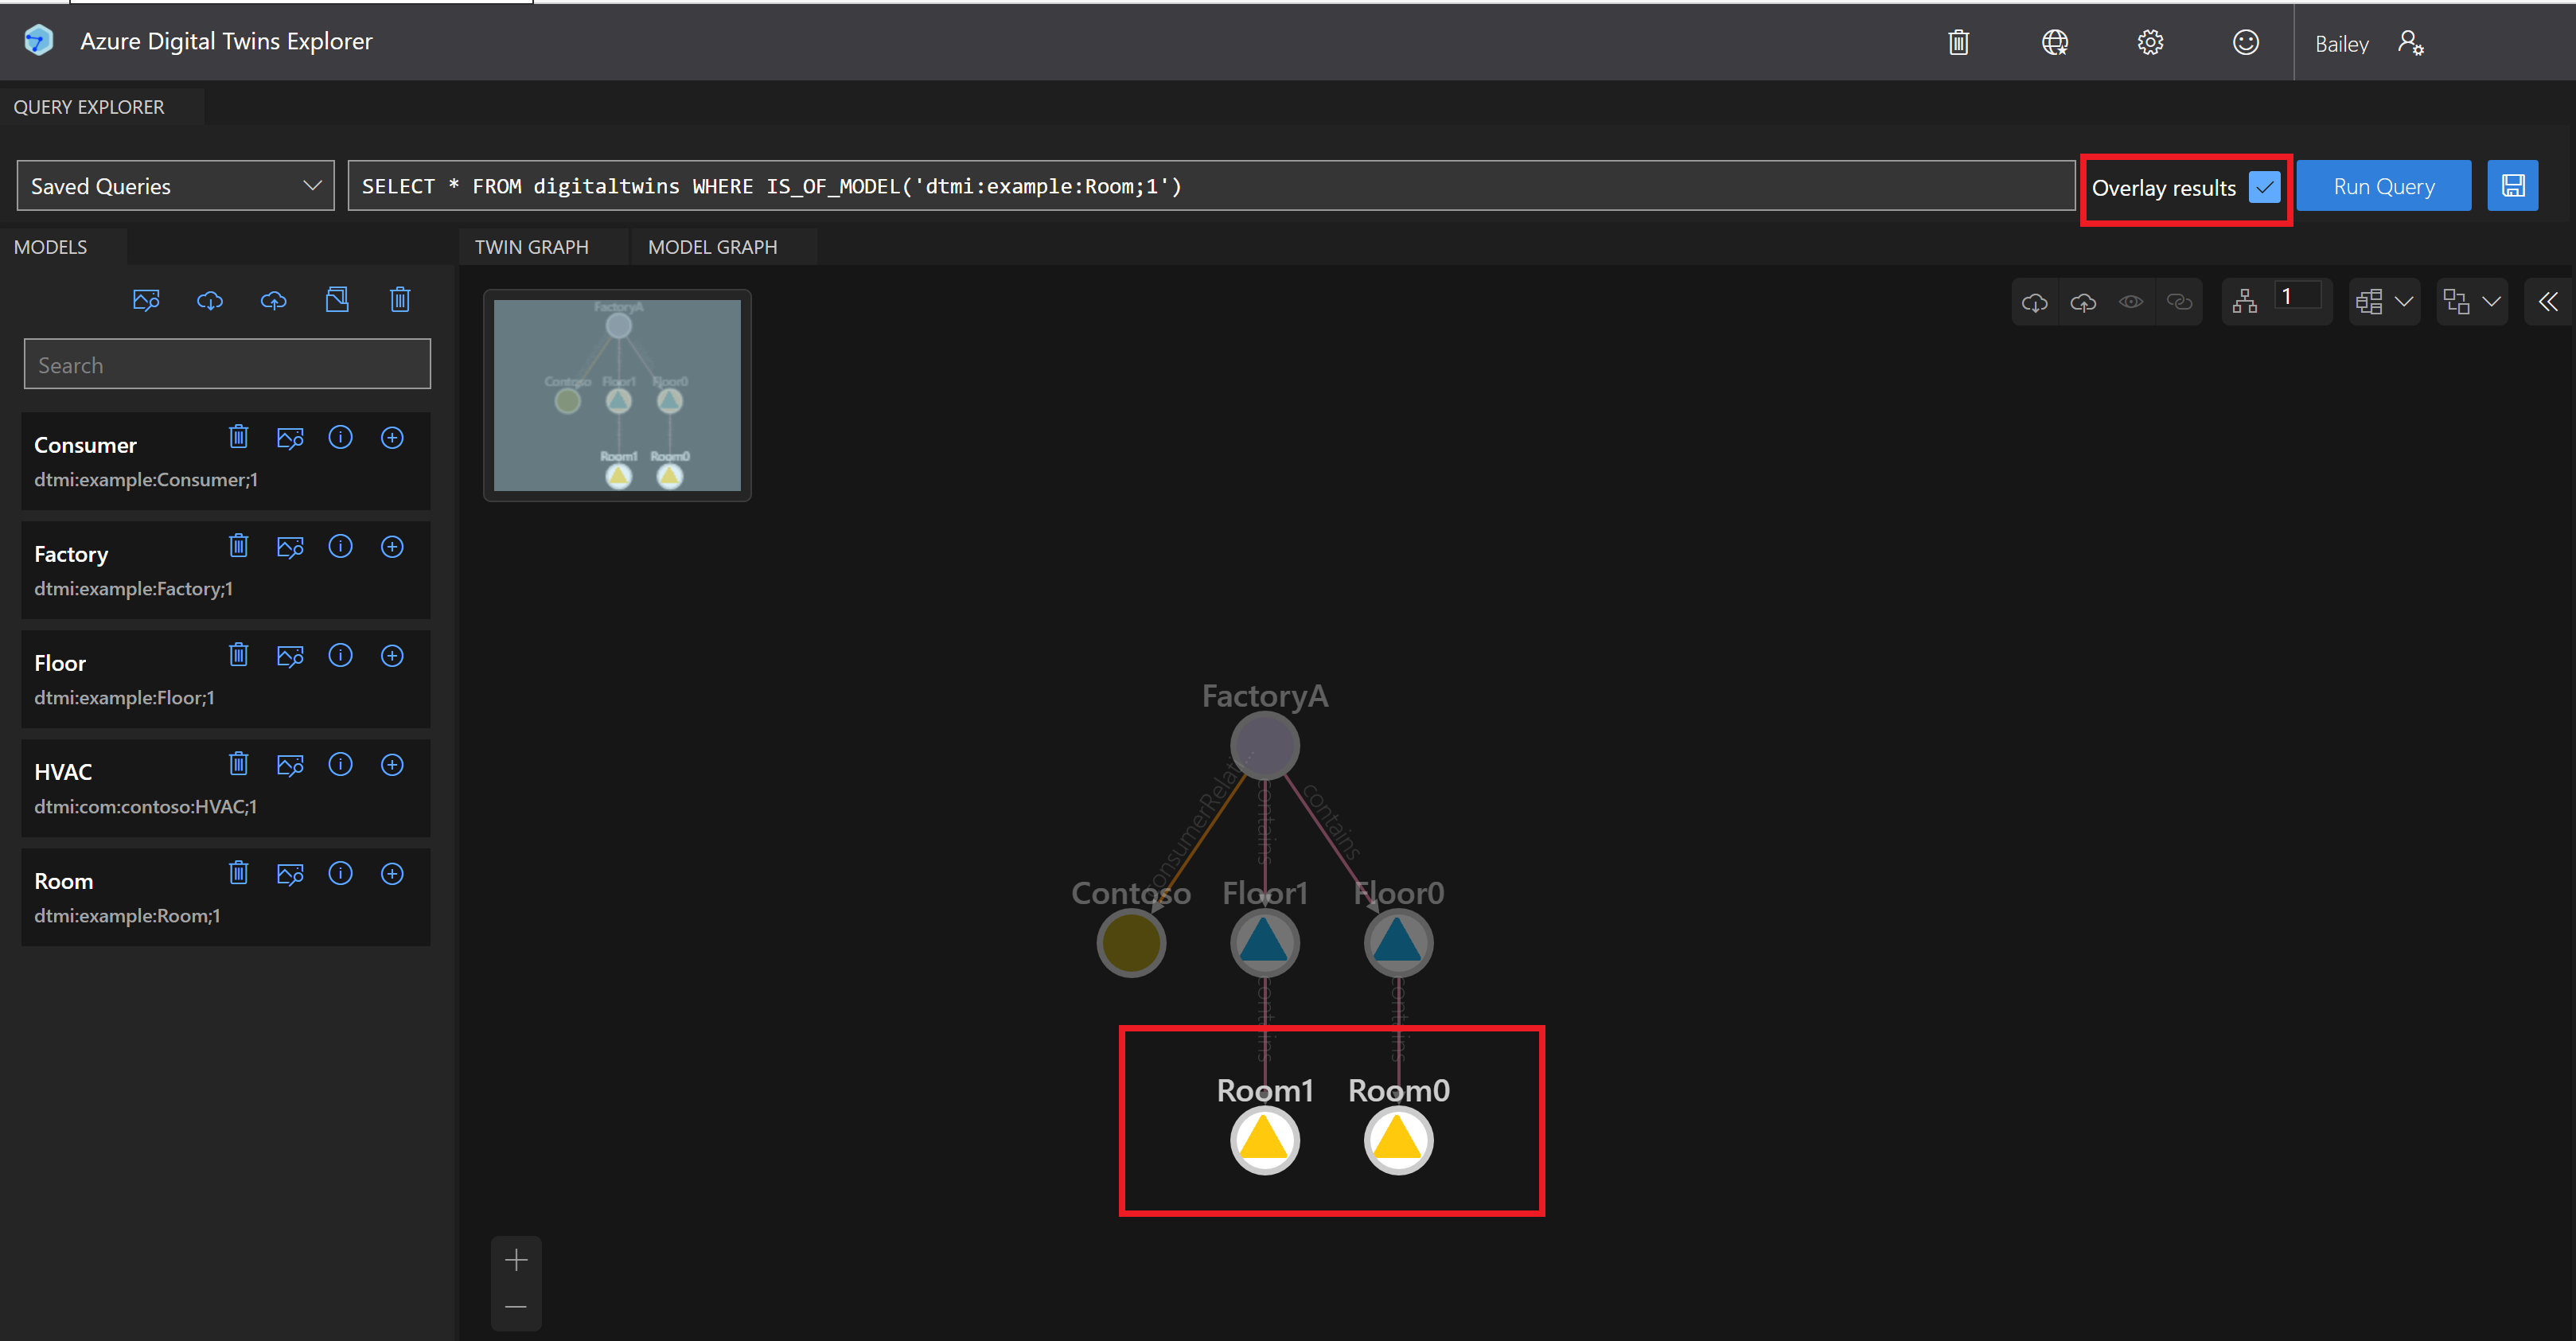 Azure Digital Twins Explorer
Bailey
QUERY EXPLORER
Saved Queries
SELECT * FROM digitaltwins WHERE IS_OF_MODEL('dtmi:example:Room;1')
Overlay results
Run Query
MODELS
TWIN GRAPH
MODEL GRAPH
1
Search
FactoryA
Contoso
Floor1
Floor0
Room1
Room0
Consumer
dtmi:example:Consumer;1
Factory
dtmi:example:Factory;1
Floor
dtmi:example:Floor;1
HVAC
dtmi:com:contoso:HVAC;1
Room
dtmi:example:Room;1
FactoryA
consumerRelati...
contains
contains
Contoso
Floor1
Floor0
contains
contains
Room1
Room0